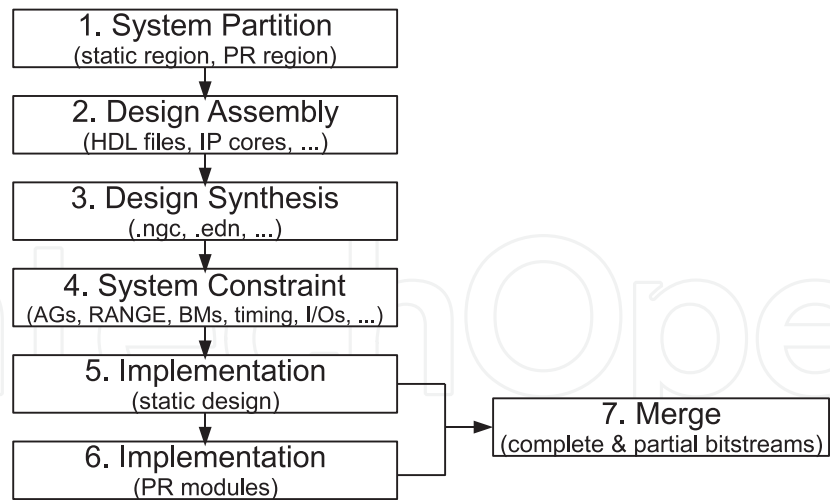 1. System Partition
(static region, PR region)
2. Design Assembly
(HDL files, IP cores, ...)
3. Design Synthesis
(.ngc, .edn, ...)
4. System Constraint
(AGs, RANGE, BMs, timing, I/Os, ...)
5. Implementation
(static design)
6. Implementation
(PR modules)
7. Merge
(complete & partial bitstreams)
ntechOpe